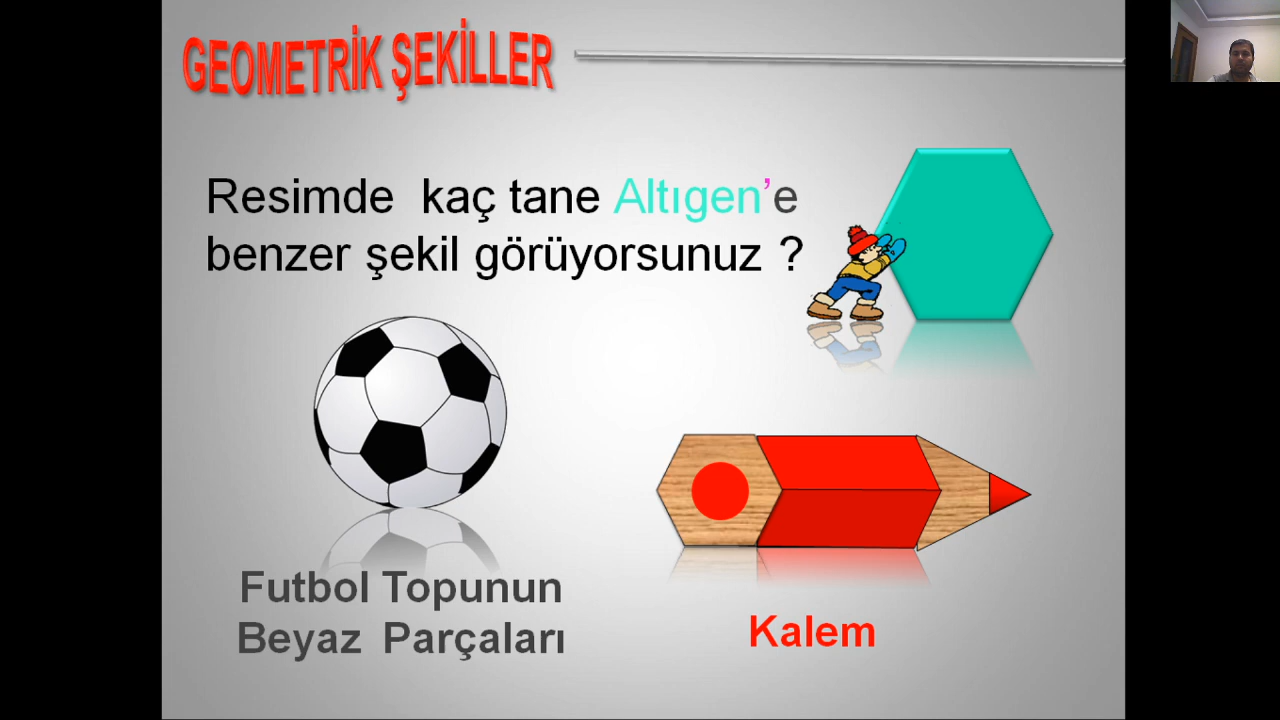 GEOMETRİK ŞEKİLLER
Resimde kaç tane Altıgen’e
benzer şekil görüyorsunuz ?
Futbol Topunun
Beyaz Parçaları
Kalem